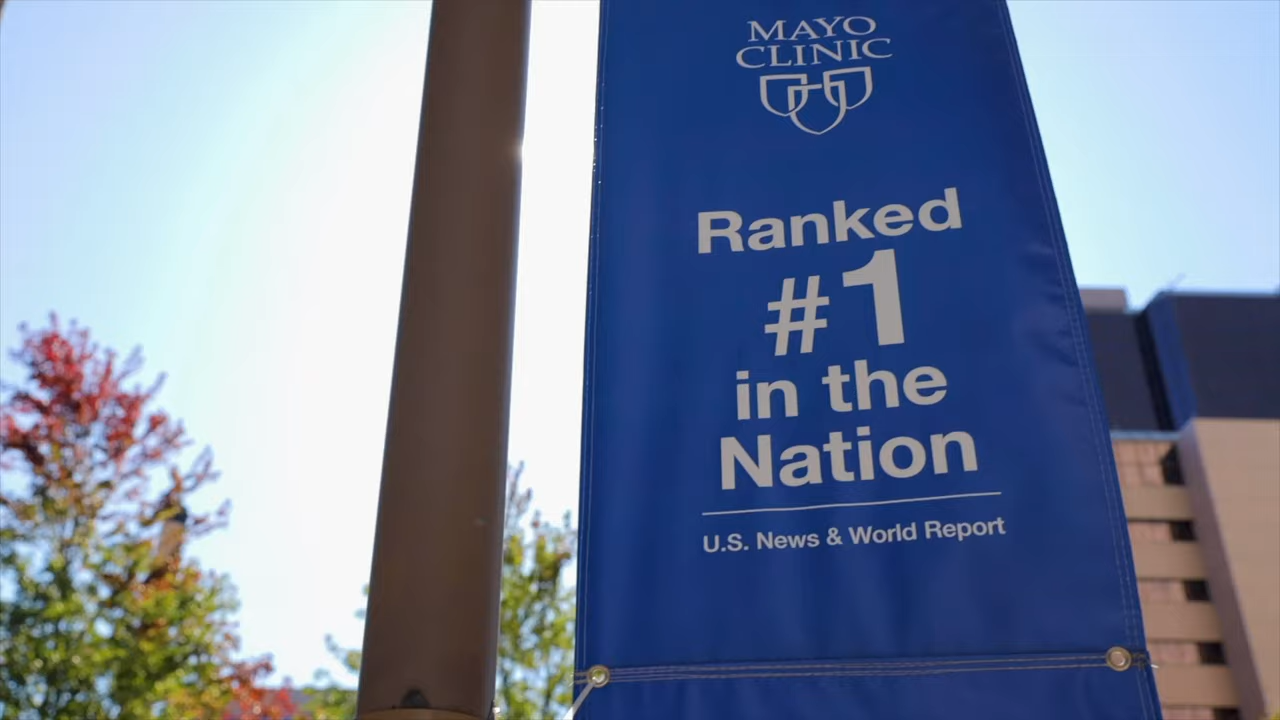 MAYO
CLINIC
Ranked
#1
in the
Nation
U.S. News & World Report